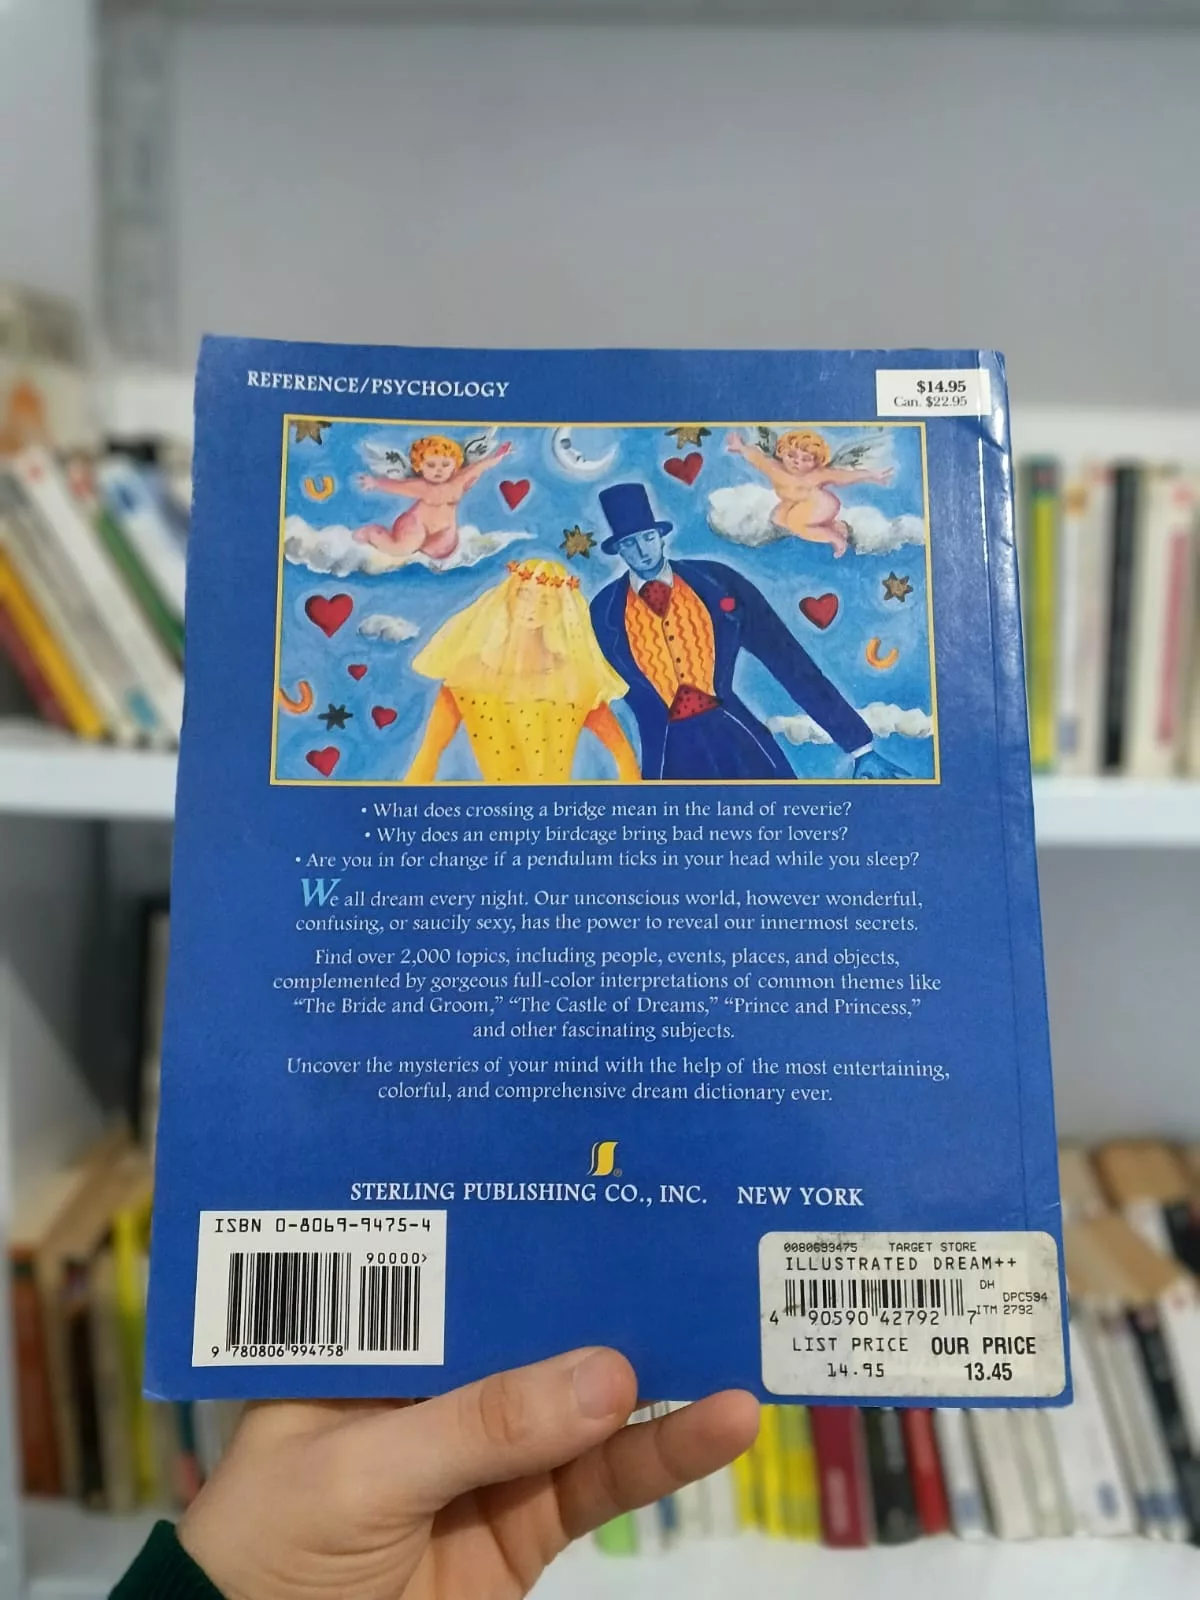 REFERENCE/PSYCHOLOGY
$14.95
Can. $22.95
• What does crossing a bridge mean in the land of reverie?
• Why does an empty birdcage bring bad news for lovers?
• Are you in for change if a pendulum ticks in your head while you sleep?
We all dream every night. Our unconscious world, however wonderful,
confusing, or saucily sexy, has the power to reveal our innermost secrets.
Find over 2,000 topics, including people, events, places, and objects,
complemented by gorgeous full-color interpretations of common themes like
“The Bride and Groom,” “The Castle of Dreams,” “Prince and Princess,”
and other fascinating subjects.
Uncover the mysteries of your mind with the help of the most entertaining,
colorful, and comprehensive dream dictionary ever.
STERLING PUBLISHING CO., INC. NEW YORK
ISBN 0-8069-9475-4
90000>
9 780806 994758
0080699475 TARGET STORE
ILLUSTRATED DREAM++
DH
DPC594
4 90590 42792 7 ITM 2792
LIST PRICE OUR PRICE
14.95 13.45